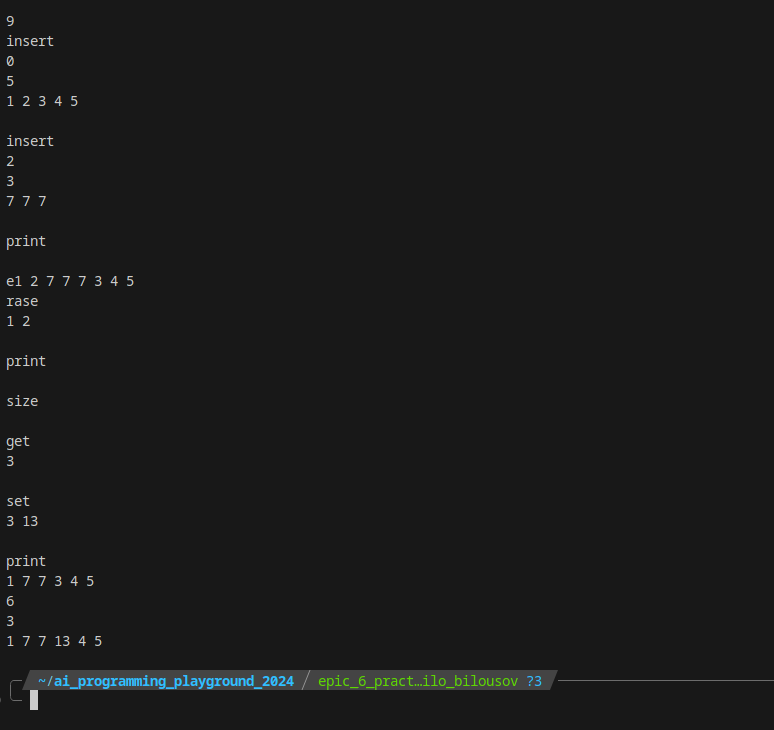 9
insert
0
5
1 2 3 4 5
insert
2
3
7 7 7
print
e1 2 7 7 7 3 4 5
rase
1 2
print
size
get
3
set
3 13
print
1 7 7 3 4 5
6
3
1 7 7 13 4 5
~/ai_programming_playground_2024 / epic_6_pract…ilo_bilousov ?3